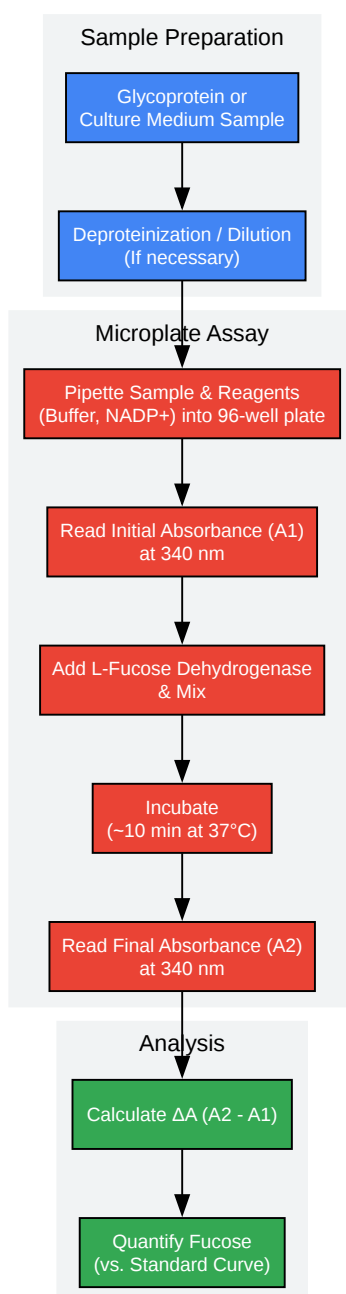 Sample Preparation
Glycoprotein or
Culture Medium Sample
Deproteinization / Dilution
(If necessary)
Microplate Assay
Pipette Sample & Reagents
(Buffer, NADP+) into 96-well plate
Read Initial Absorbance (A1)
at 340 nm
Add L-Fucose Dehydrogenase
& Mix
Incubate
(~10 min at 37°C)
Read Final Absorbance (A2)
at 340 nm
Analysis
Calculate ΔA (A2 - A1)
Quantify Fucose
(vs. Standard Curve)